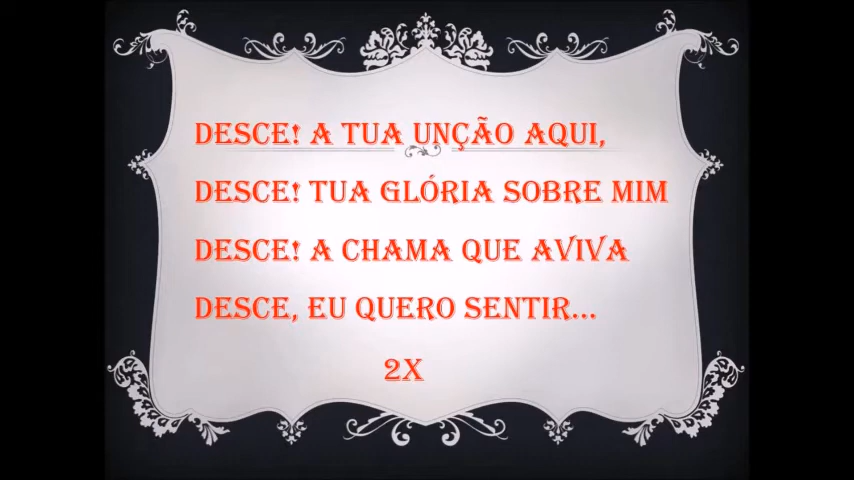 DESCE! A TUA UNÇÃO AQUI,
DESCE! TUA GLÓRIA SOBRE MIM
DESCE! A CHAMA QUE AVIVA
DESCE, EU QUERO SENTIR...
2X